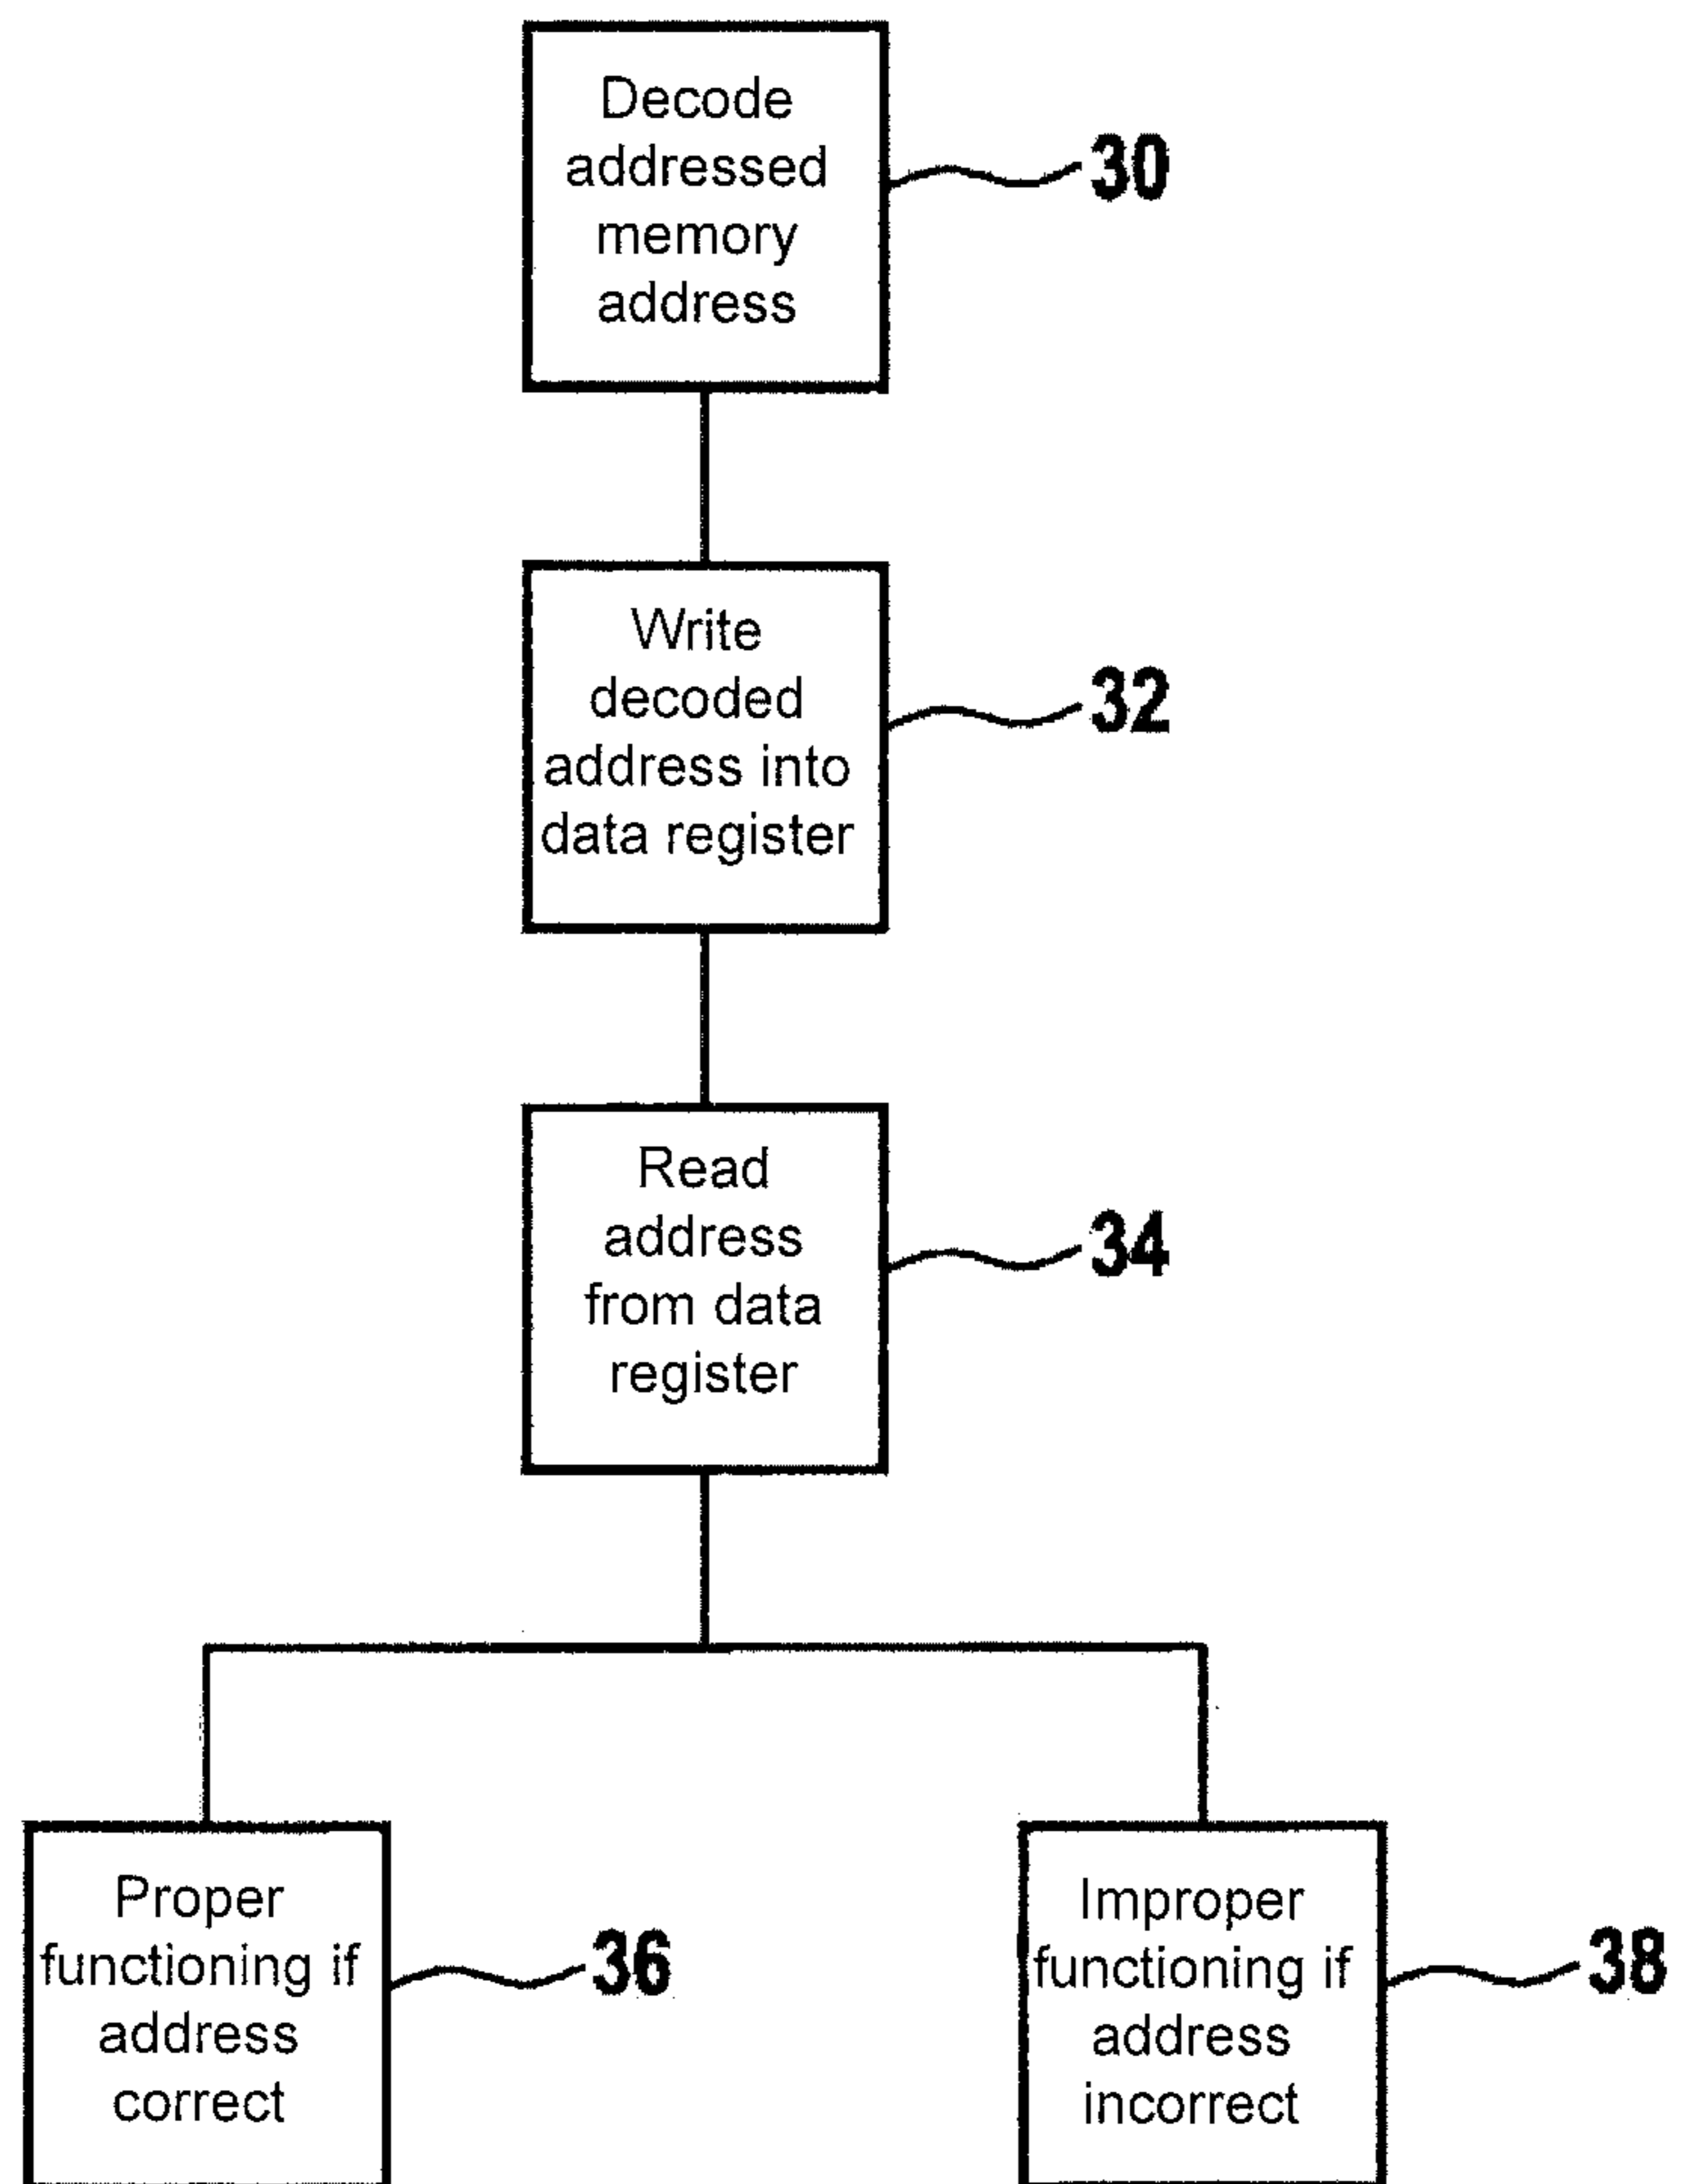 Decode
addressed
memory
address
30
Write
decoded
address into
data register
32
Read
address
from data
register
34
Proper
functioning if
address
correct
36
Improper
functioning if
address
incorrect
38